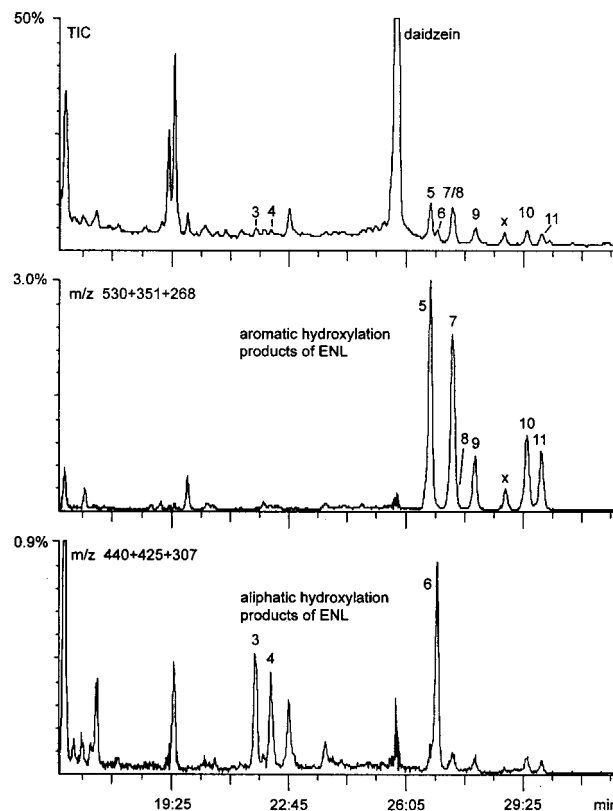 50%
TIC
daidzein
3 4
5
6
7/8
9
x
10
11
3.0%
m/z 530+351+268
aromatic hydroxylation
products of ENL
5
7
8
9
x
10
11
0.9%
m/z 440+425+307
aliphatic hydroxylation
products of ENL
3
4
6
19:25 22:45 26:05 29:25 min